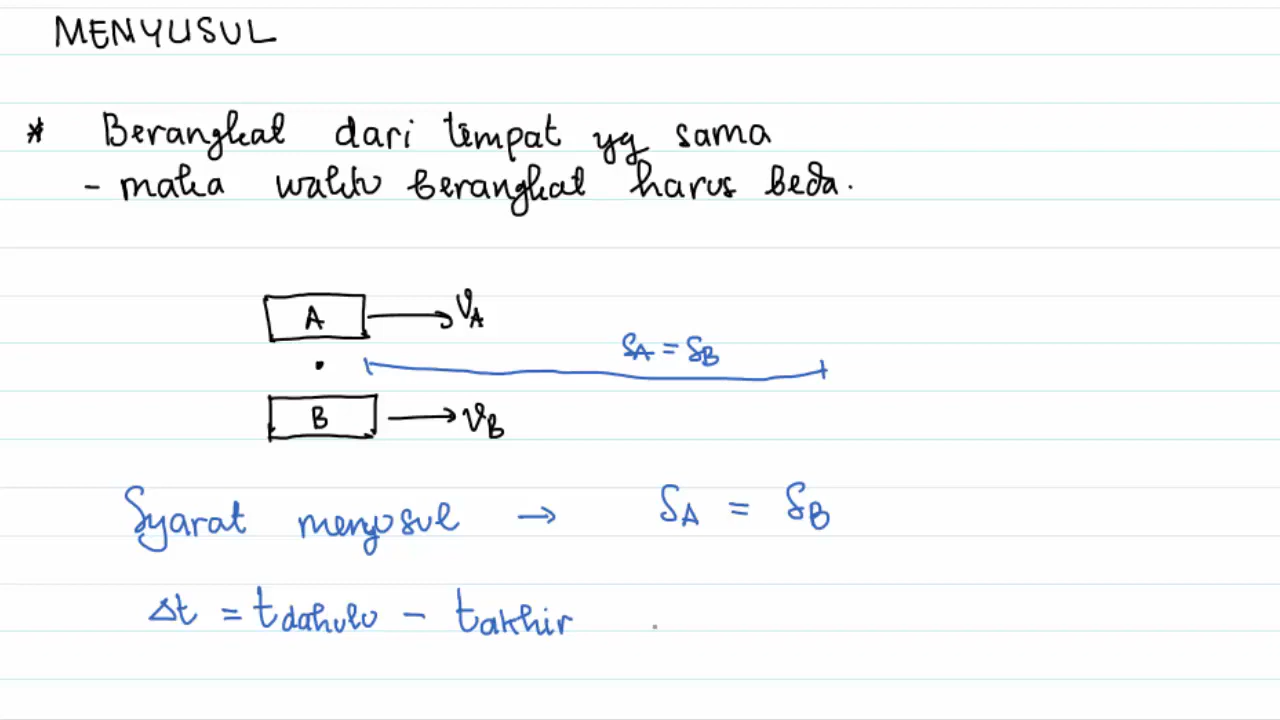 MENYUSUL
* Berangkat dari tempat yg sama
- maka waktu berangkat harus beda.
A → VA
SA = SB
B → VB
Syarat menyusul → SA = SB
Δt = tdahulu - takhir